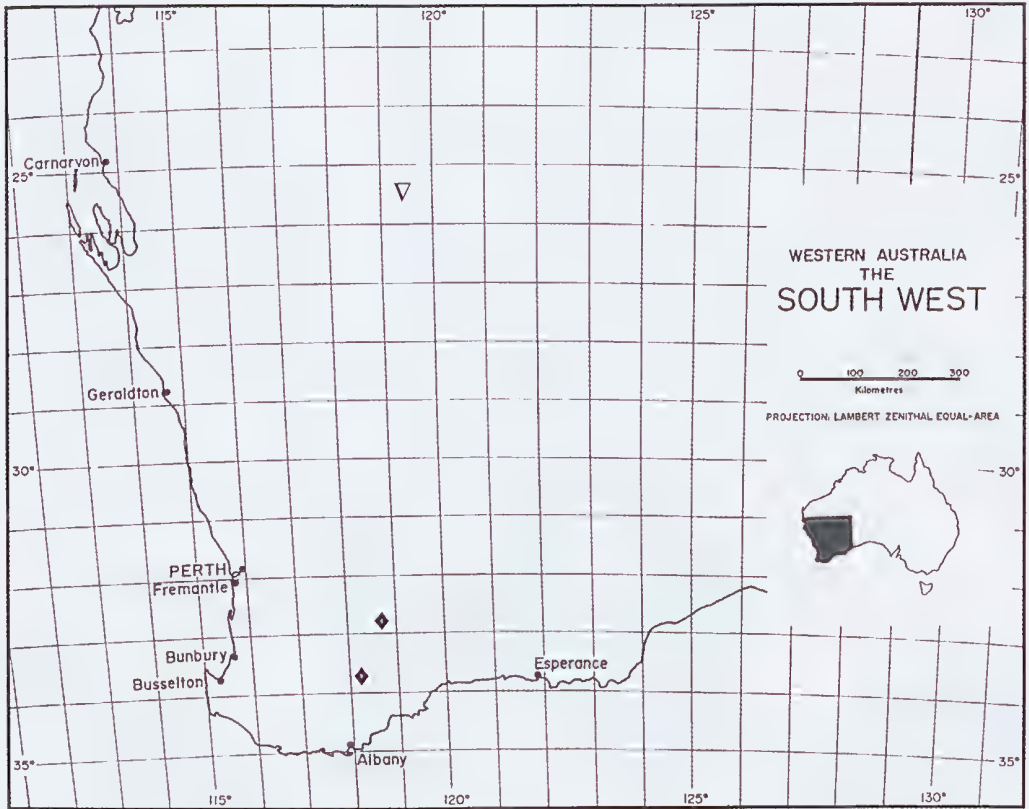 115°
120°
125°
130°
Carnarvon
25°
25°
WESTERN AUSTRALIA
THE
SOUTH WEST
0 100 200 300
Kilometres
PROJECTION: LAMBERT ZENITHAL EQUAL-AREA
Geraldton
30°
30°
PERTH
Fremantle
Bunbury
Busselton
Esperance
Albany
35°
35°
115°
120°
125°
130°